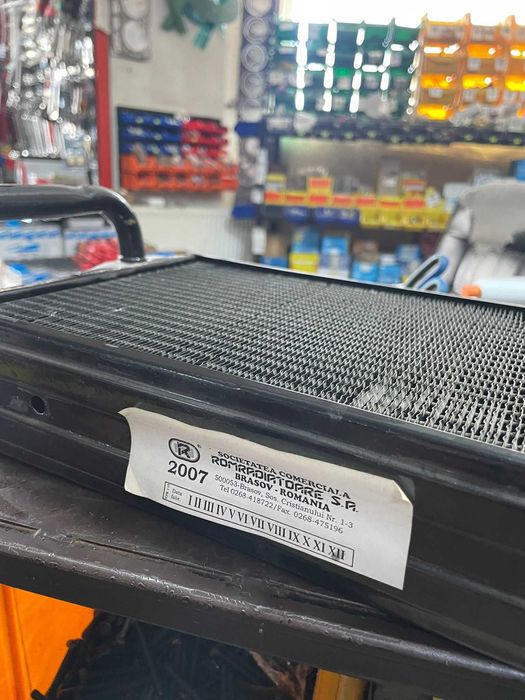 R
SOCIETATEA COMERCIALA
ROMRADIATOARE S.A.
BRASOV - ROMANIA
2007
500053-Brasov, Sos. Cristianului Nr. 1-3
Tel 0268-418722/Fax. 0268-475196
Data
I II III IV V VI VII VIII IX X XI XII